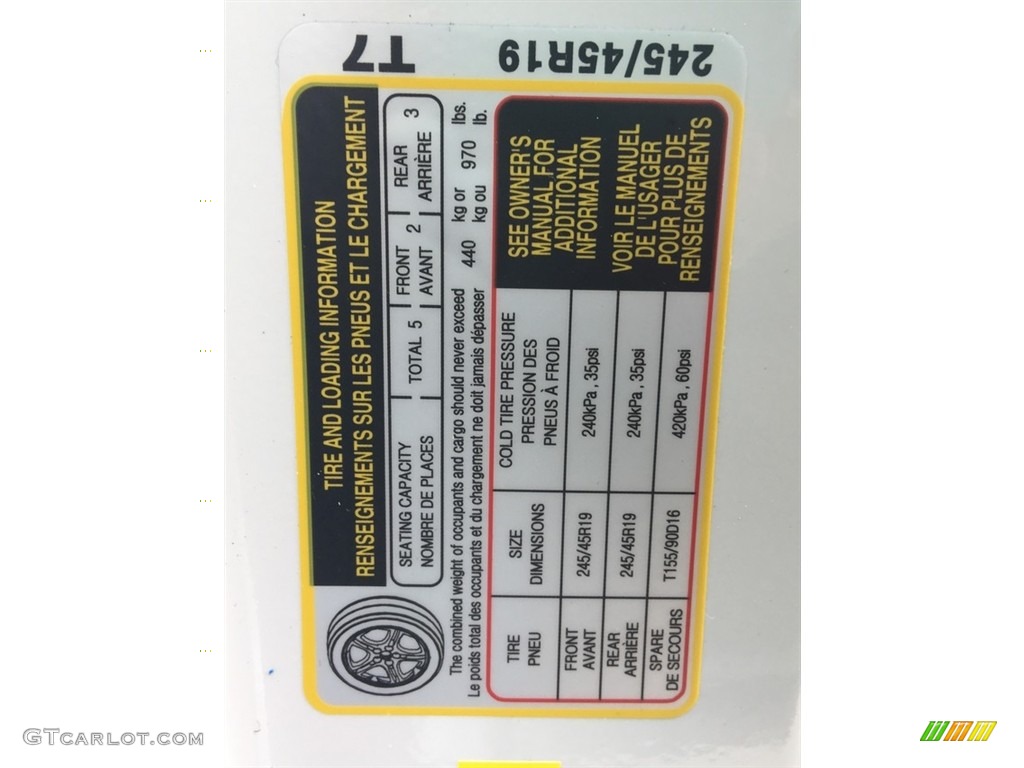 T7
245/45R19
TIRE AND LOADING INFORMATION
RENSEIGNEMENTS SUR LES PNEUS ET LE CHARGEMENT
SEATING CAPACITY
NOMBRE DE PLACES
TOTAL 5
FRONT
AVANT
2
REAR
ARRIÈRE
3
The combined weight of occupants and cargo should never exceed
Le poids total des occupants et du chargement ne doit jamais dépasser
440
kg or
kg ou
970
lbs.
lb.
TIRE
PNEU
SIZE
DIMENSIONS
COLD TIRE PRESSURE
PRESSION DES
PNEUS À FROID
FRONT
AVANT
245/45R19
240kPa , 35psi
REAR
ARRIÈRE
245/45R19
240kPa , 35psi
SPARE
DE SECOURS
T155/90D16
420kPa , 60psi
SEE OWNER'S
MANUAL FOR
ADDITIONAL
INFORMATION
VOIR LE MANUEL
DE L'USAGER
POUR PLUS DE
RENSEIGNEMENTS
GTCarlot.com